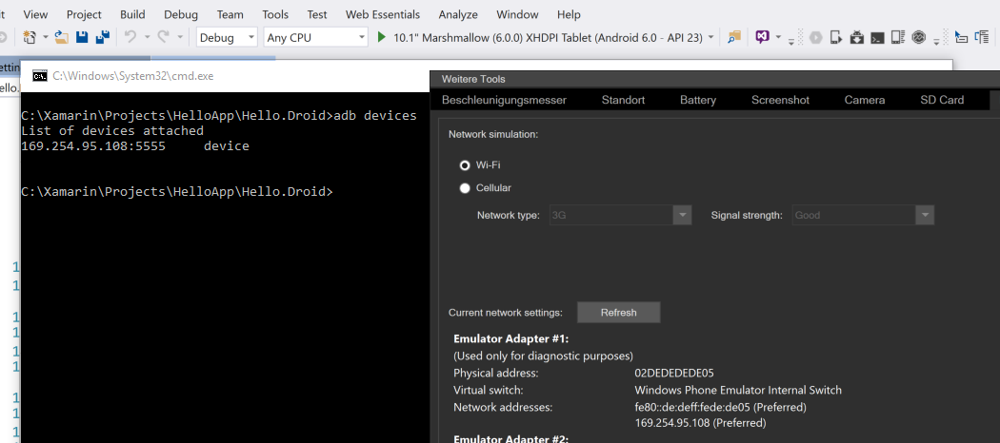 View Project Build Debug Team Tools Test Web Essentials Analyze Window Help
Debug Any CPU 10.1" Marshmallow (6.0.0) XHDPI Tablet (Android 6.0 - API 23)
C:\Windows\System32\cmd.exe
Weitere Tools
Beschleunigungsmesser Standort Battery Screenshot Camera SD Card
C:\Xamarin\Projects\HelloApp\Hello.Droid>adb devices
List of devices attached
169.254.95.108:5555 device
C:\Xamarin\Projects\HelloApp\Hello.Droid>
Network simulation:
Wi-Fi
Cellular
Network type: 3G Signal strength: Good
Current network settings: Refresh
Emulator Adapter #1:
(Used only for diagnostic purposes)
Physical address: 02DEDEDEDE05
Virtual switch: Windows Phone Emulator Internal Switch
Network addresses: fe80::de:deff:fede:de05 (Preferred)
169.254.95.108 (Preferred)
Emulator Adapter #2: